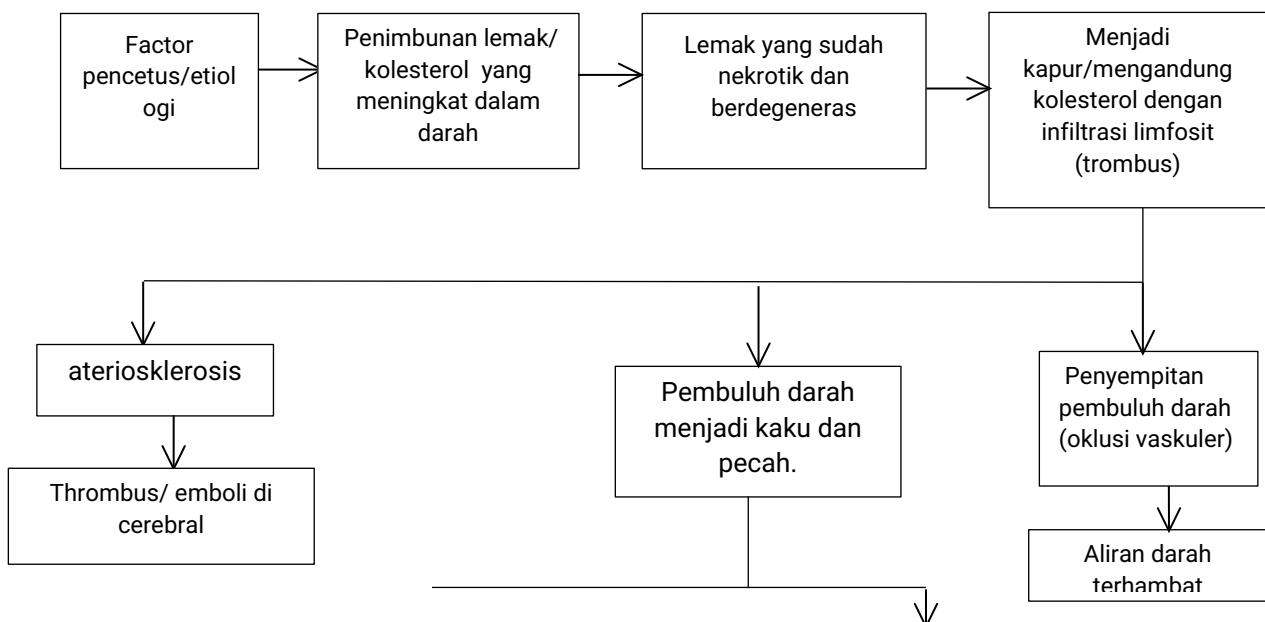 Factor
pencetus/etiol
ogi
Penimbunan lemak/
kolesterol yang
meningkat dalam
darah
Lemak yang sudah
nekrotik dan
berdegeneras
Menjadi
kapur/mengandung
kolesterol dengan
infiltrasi limfosit
(trombus)
ateriosklerosis
Pembuluh darah
menjadi kaku dan
pecah.
Penyempitan
pembuluh darah
(oklusi vaskuler)
Thrombus/ emboli di
cerebral
Aliran darah
terhambat